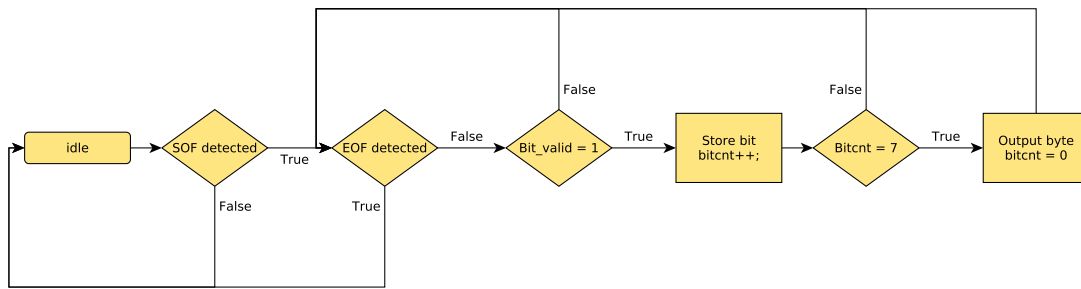 idle
SOF detected
True
False
EOF detected
False
True
Bit_valid = 1
False
True
Store bit
bitcnt++;
Bitcnt = 7
False
True
Output byte
bitcnt = 0